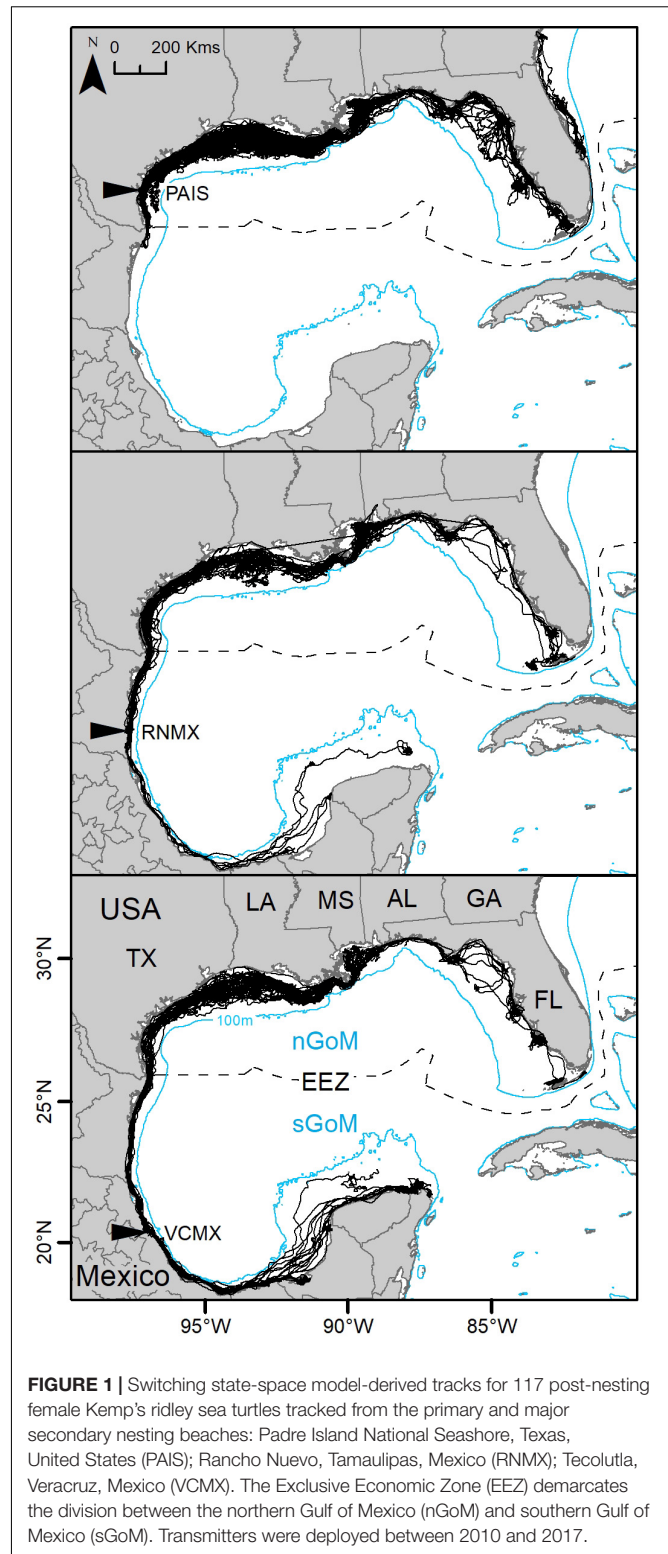 N
0 200 Kms
PAIS
RNMX
USA
LA
MS
AL
GA
TX
30°N
FL
100m
nGoM
EEZ
25°N
sGoM
VCMX
20°N
Mexico
95°W
90°W
85°W
FIGURE 1 | Switching state-space model-derived tracks for 117 post-nesting
female Kemp's ridley sea turtles tracked from the primary and major
secondary nesting beaches: Padre Island National Seashore, Texas,
United States (PAIS); Rancho Nuevo, Tamaulipas, Mexico (RNMX); Tecolutla,
Veracruz, Mexico (VCMX). The Exclusive Economic Zone (EEZ) demarcates
the division between the northern Gulf of Mexico (nGoM) and southern Gulf of
Mexico (sGoM). Transmitters were deployed between 2010 and 2017.